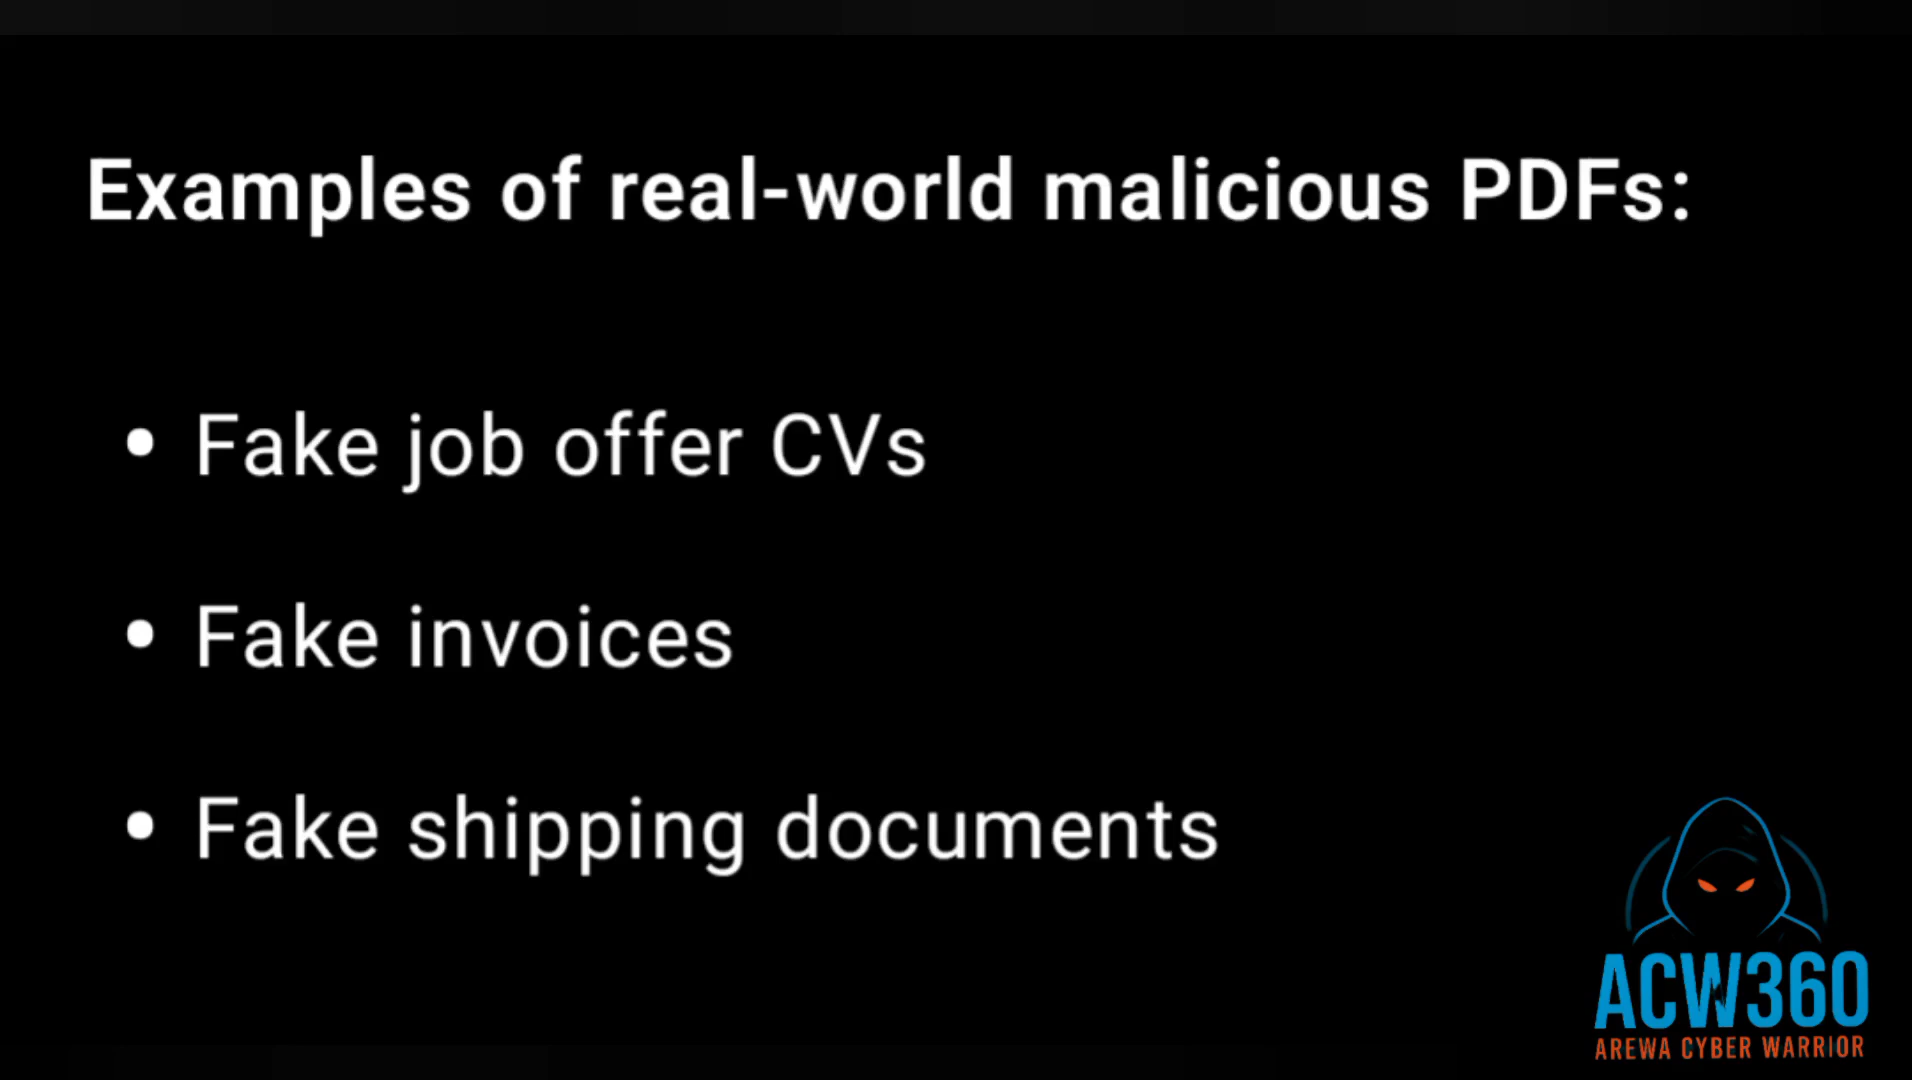 Examples of real-world malicious PDFs:
• Fake job offer CVs
• Fake invoices
• Fake shipping documents
ACW360
AREWA CYBER WARRIOR